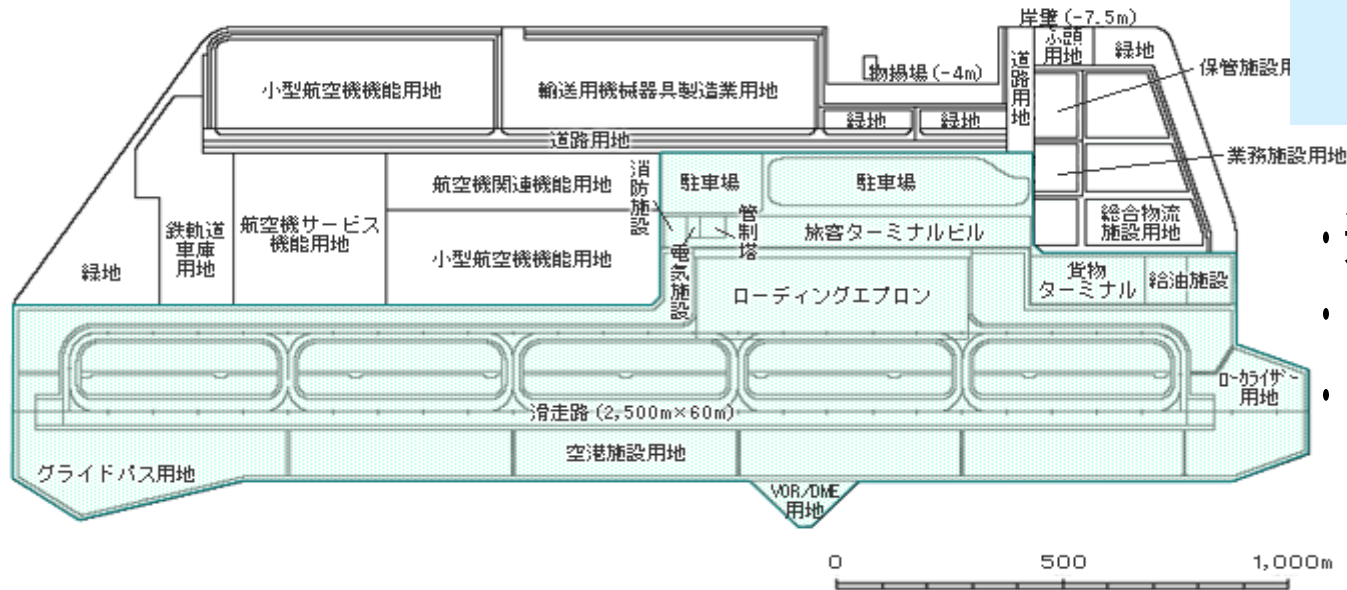 岸壁(-7.5m)
ふ頭
用地
緑地
保管施設用
道路用地
物揚場(-4m)
小型航空機機能用地
輸送用機械器具製造業用地
緑地
緑地
道路用地
業務施設用地
消防施設
駐車場
駐車場
航空機関連機能用地
管制塔
総合物流
施設用地
鉄軌道
車庫
用地
航空機サービス
機能用地
旅客ターミナルビル
緑地
小型航空機機能用地
電気施設
貨物
ターミナル
給油施設
ローディングエプロン
ローカライザー
用地
滑走路(2,500m×60m)
空港施設用地
グライドパス用地
VOR/DME
用地
0
500
1,000m